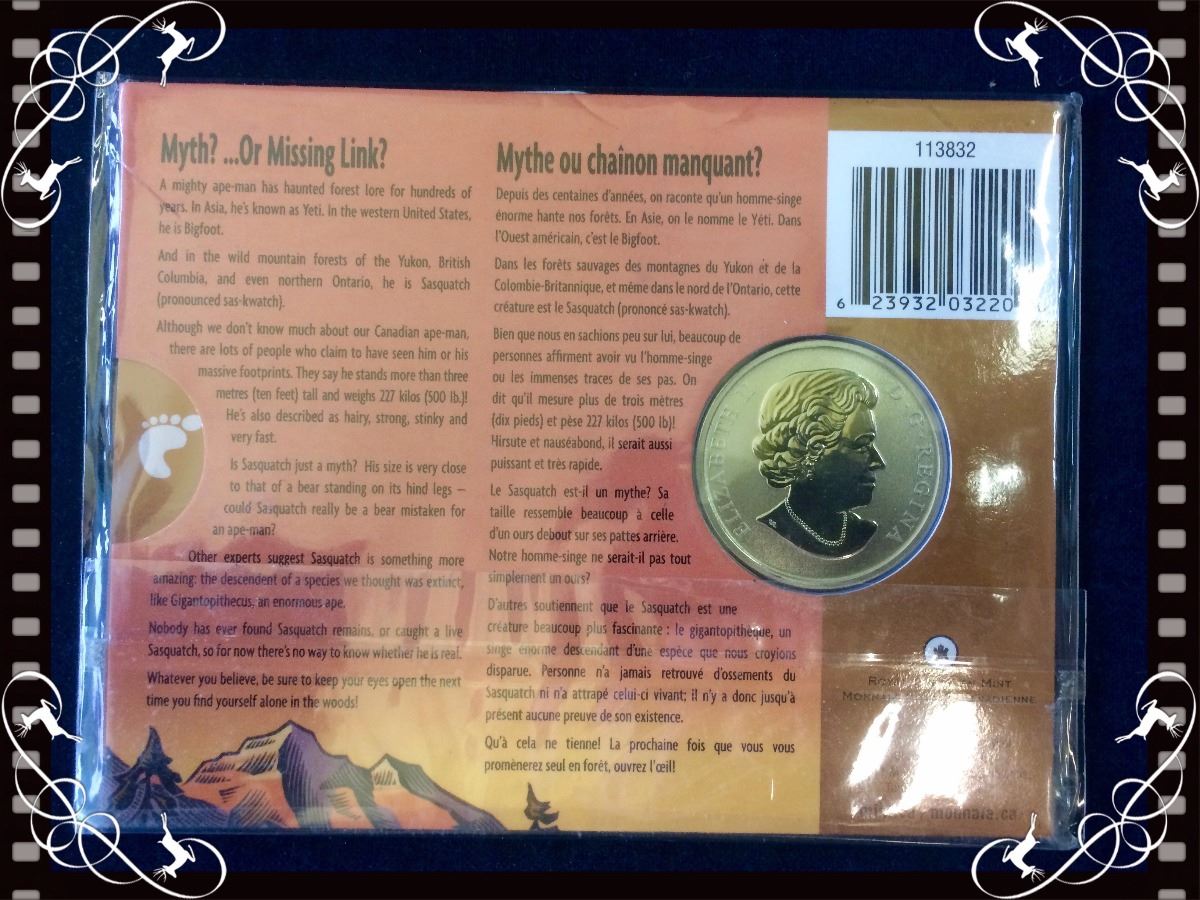 Myth? ...Or Missing Link?
A mighty ape-man has haunted forest lore for hundreds of
years. In Asia, he's known as Yeti. In the western United States,
he is Bigfoot.
And in the wild mountain forests of the Yukon, British
Columbia, and even northern Ontario, he is Sasquatch
(pronounced sas-kwatch).
Although we don't know much about our Canadian ape-man,
there are lots of people who claim to have seen him or his
massive footprints. They say he stands more than three
metres (ten feet) tall and weighs 227 kilos (500 lb.)!
He's also described as hairy, strong, stinky and
very fast.
Is Sasquatch just a myth? His size is very close
to that of a bear standing on its hind legs –
could Sasquatch really be a bear mistaken for
an ape-man?
Other experts suggest Sasquatch is something more
amazing: the descendent of a species we thought was extinct,
like Gigantopithecus, an enormous ape.
Nobody has ever found Sasquatch remains, or caught a live
Sasquatch, so for now there's no way to know whether he is real.
Whatever you believe, be sure to keep your eyes open the next
time you find yourself alone in the woods!
Mythe ou chaînon manquant?
Depuis des centaines d'années, on raconte qu'un homme-singe
énorme hante nos forêts. En Asie, on le nomme le Yéti. Dans
l'Ouest américain, c'est le Bigfoot.
Dans les forêts sauvages des montagnes du Yukon et de la
Colombie-Britannique, et même dans le nord de l'Ontario, cette
créature est le Sasquatch (prononcé sas-kwatch).
Bien que nous en sachions peu sur lui, beaucoup de
personnes affirment avoir vu l'homme-singe
ou les immenses traces de ses pas. On
dit qu'il mesure plus de trois mètres
(dix pieds) et pèse 227 kilos (500 lb)!
Hirsute et nauséabond, il serait aussi
puissant et très rapide.
Le Sasquatch est-il un mythe? Sa
taille ressemble beaucoup à celle
d'un ours debout sur ses pattes arrière.
Notre homme-singe ne serait-il pas tout
simplement un ours?
D'autres soutiennent que le Sasquatch est une
créature beaucoup plus fascinante : le gigantopithèque, un
singe énorme descendant d'une espèce que nous croyions
disparue. Personne n'a jamais retrouvé d'ossements du
Sasquatch ni n'a attrapé celui-ci vivant; il n'y a donc jusqu'à
présent aucune preuve de son existence.
Qu'à cela ne tienne! La prochaine fois que vous vous
promènerez seul en forêt, ouvrez l'œil!
113832
6 23932 03220
ELIZABETH II D·G·REGINA
Mint
monnaie.ca